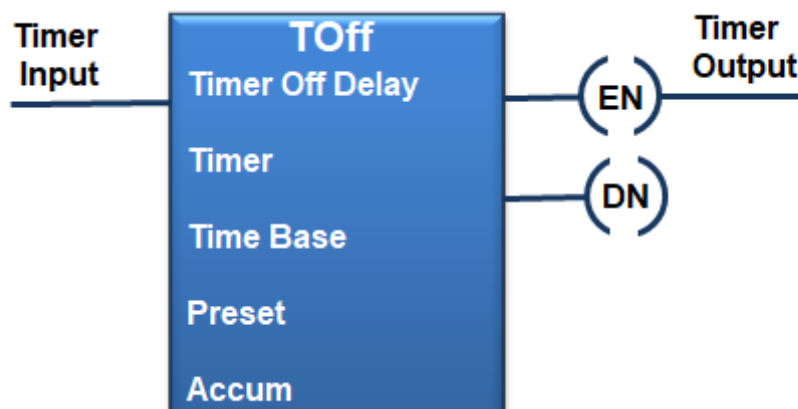 Timer
Input
TOff
Timer Off Delay
Timer
Time Base
Preset
Accum
EN
DN
Timer
Output